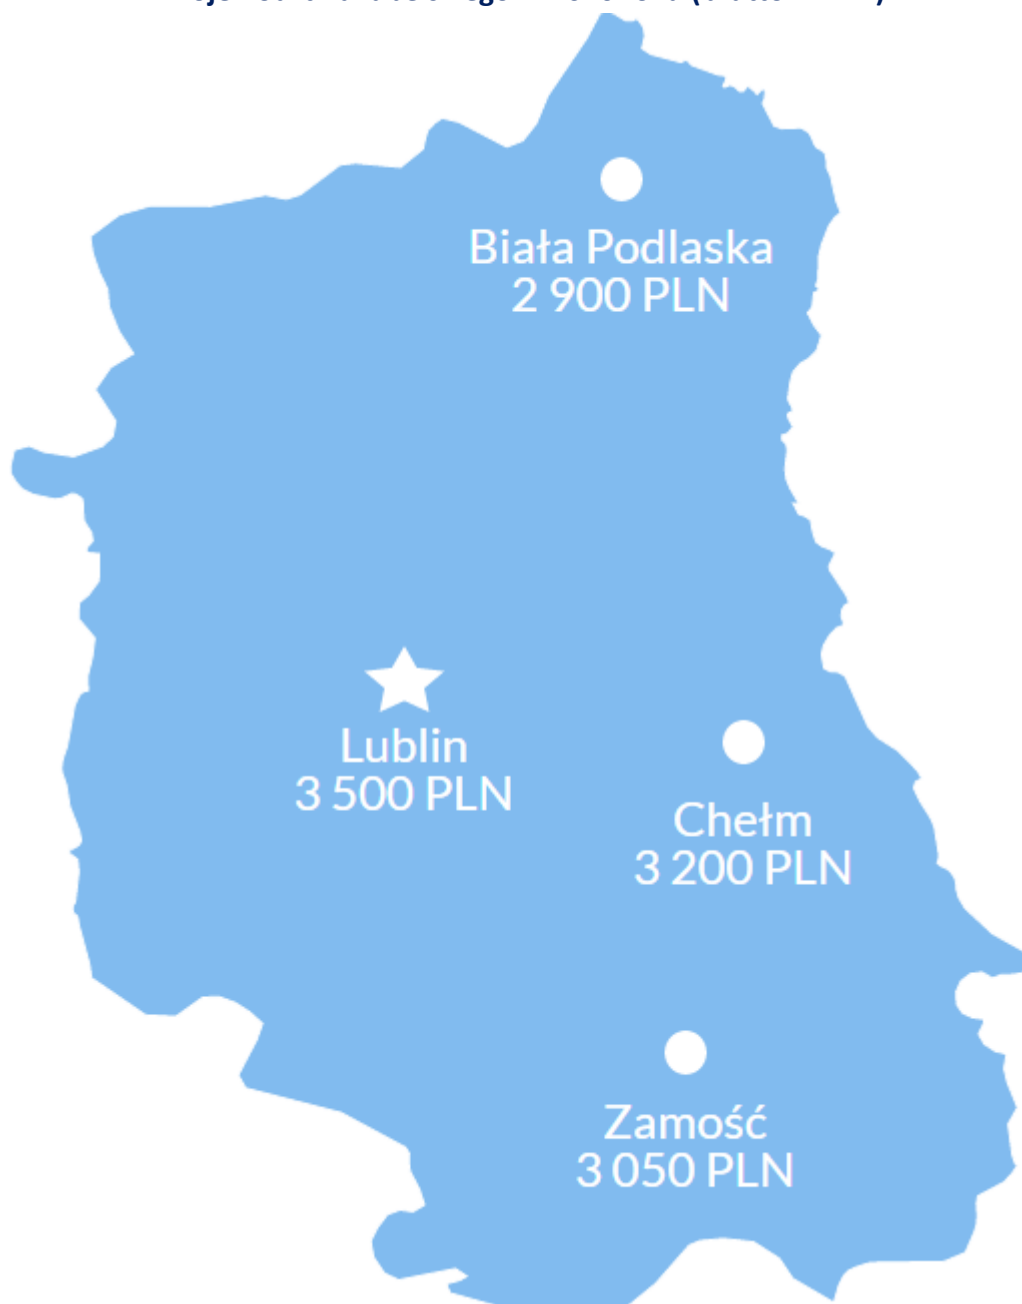 Biała Podlaska
2 900 PLN
Lublin
3 500 PLN
Chełm
3 200 PLN
Zamość
3 050 PLN